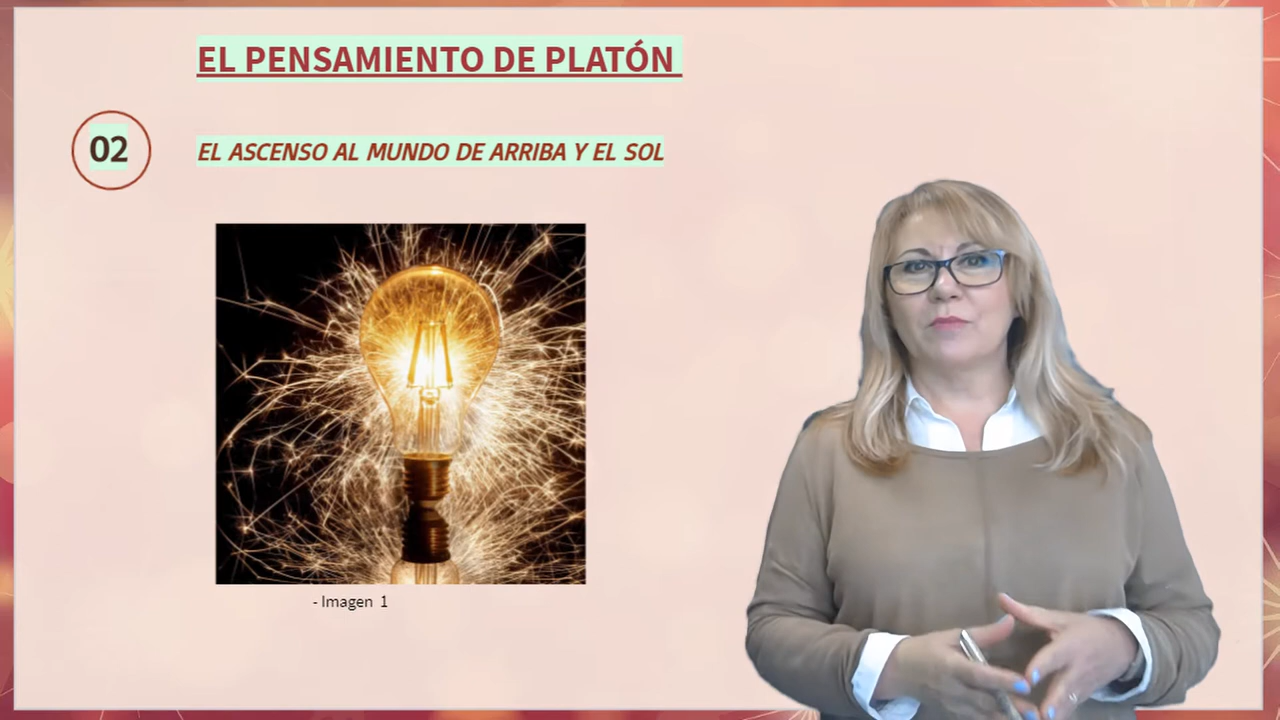 EL PENSAMIENTO DE PLATÓN
02
EL ASCENSO AL MUNDO DE ARRIBA Y EL SOL
- Imagen 1